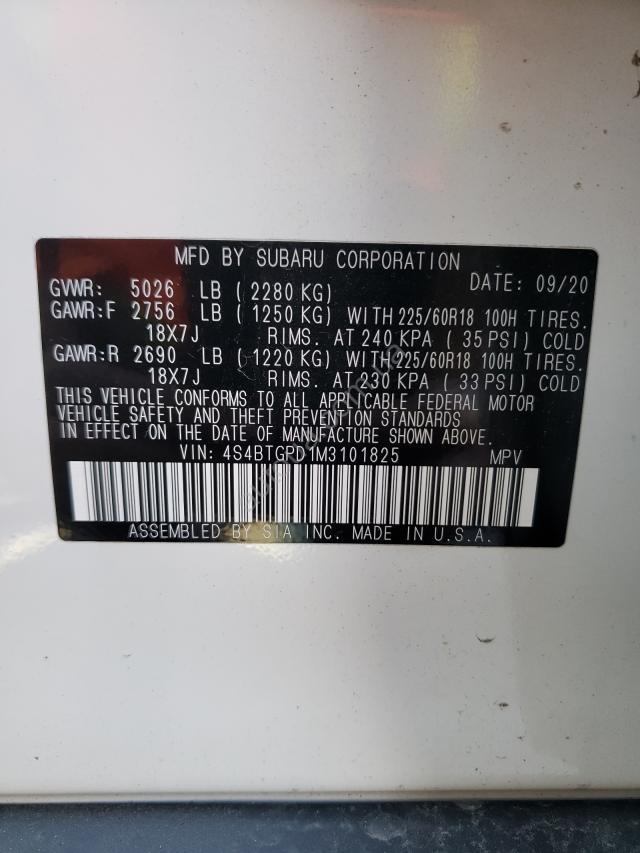 MFD BY SUBARU CORPORATION
DATE: 09/20
GVWR: 5026 LB (2280 KG)
GAWR:F 2756 LB (1250 KG) WITH 225/60R18 100H TIRES.
18X7J RIMS. AT 240 KPA (35 PSI) COLD
GAWR:R 2690 LB (1220 KG) WITH 225/60R18 100H TIRES.
18X7J RIMS. AT 230 KPA (33 PSI) COLD
THIS VEHICLE CONFORMS TO ALL APPLICABLE FEDERAL MOTOR
VEHICLE SAFETY AND THEFT PREVENTION STANDARDS
IN EFFECT ON THE DATE OF MANUFACTURE SHOWN ABOVE.
VIN: 4S4BTGPD1M3101825 MPV
ASSEMBLED BY SIA INC. MADE IN U.S.A.